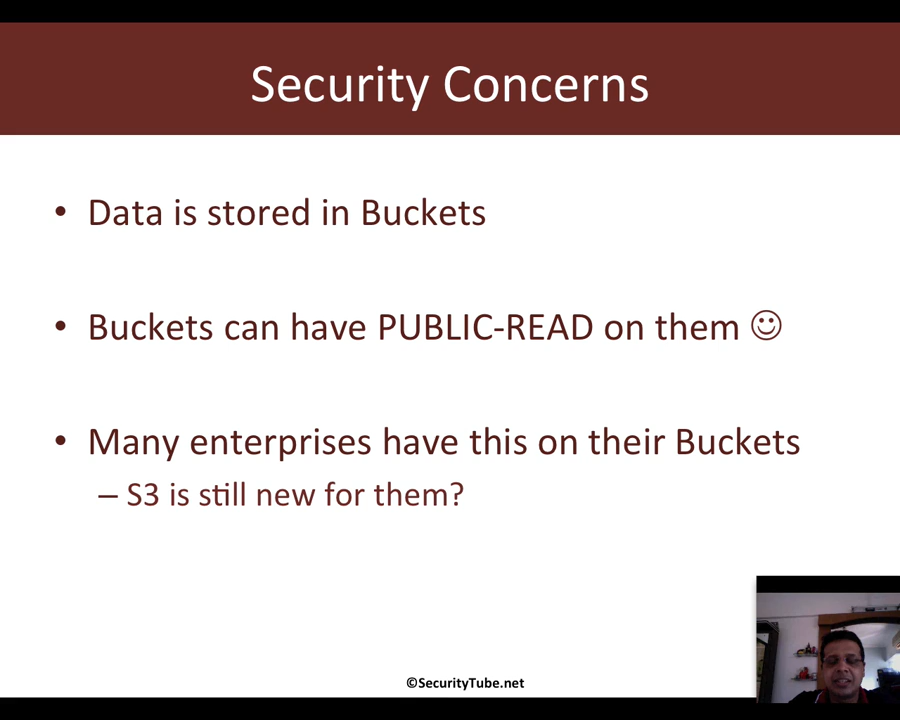 Security Concerns
• Data is stored in Buckets
• Buckets can have PUBLIC-READ on them ☺
• Many enterprises have this on their Buckets
– S3 is still new for them?
©SecurityTube.net